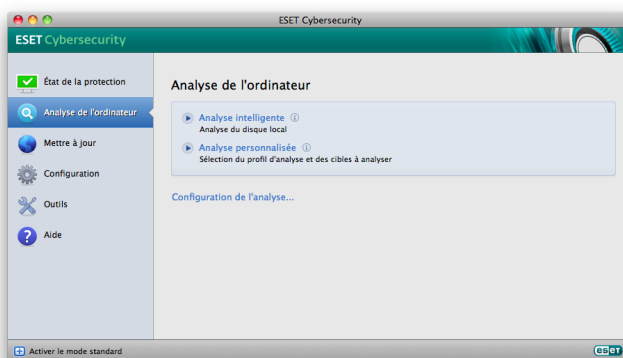 ESET Cybersecurity
ESET Cybersecurity
État de la protection
Analyse de l'ordinateur
Mettre à jour
Configuration
Outils
Aide
Analyse de l'ordinateur
Analyse intelligente
Analyse du disque local
Analyse personnalisée
Sélection du profil d'analyse et des cibles à analyser
Configuration de l'analyse...
Activer le mode standard
eset